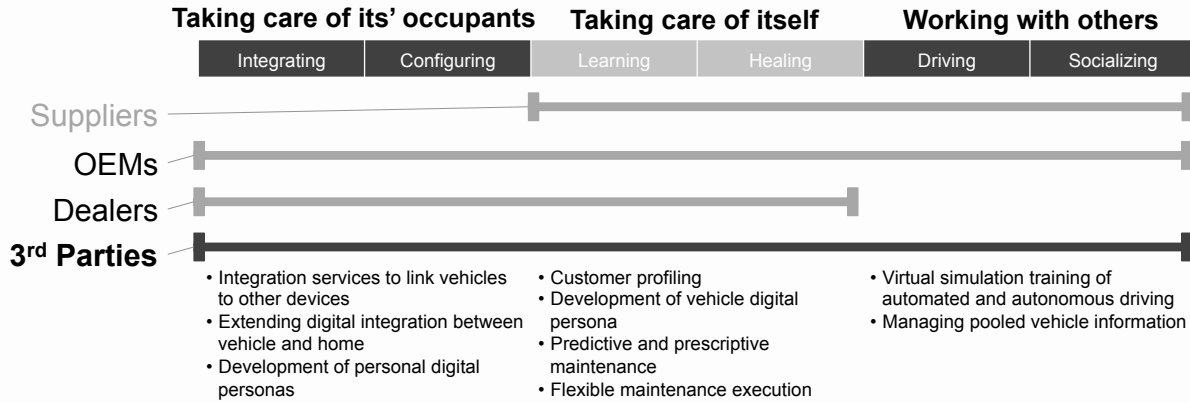 Taking care of its' occupants
Taking care of itself
Working with others
Integrating
Configuring
Learning
Healing
Driving
Socializing
Suppliers
OEMs
Dealers
3rd Parties
• Integration services to link vehicles
to other devices
• Extending digital integration between
vehicle and home
• Development of personal digital
personas
• Customer profiling
• Development of vehicle digital
persona
• Predictive and prescriptive
maintenance
• Flexible maintenance execution
• Virtual simulation training of
automated and autonomous driving
• Managing pooled vehicle information